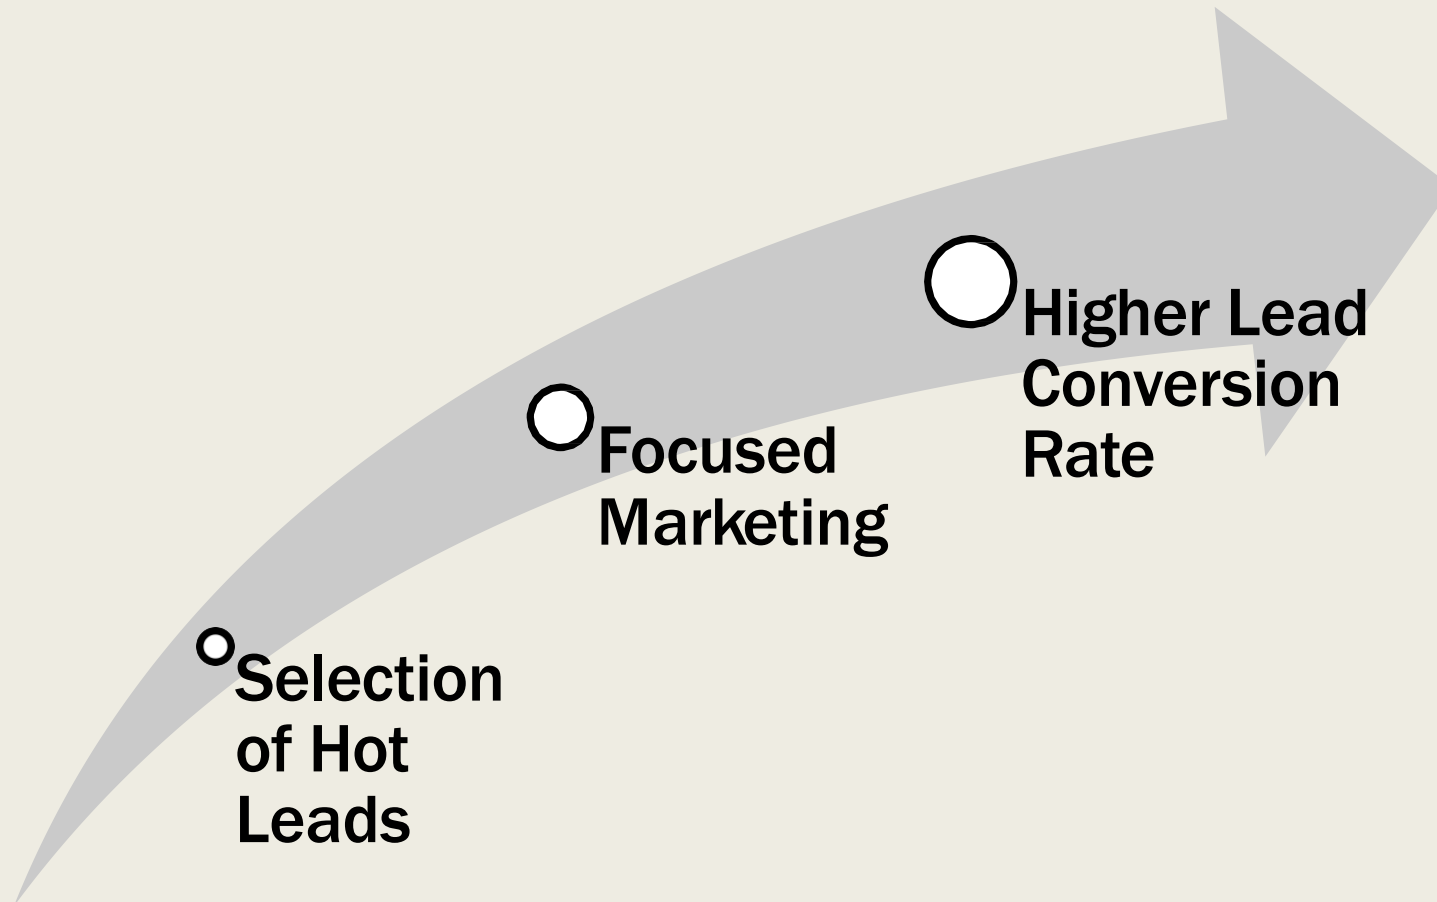 Selection
of Hot
Leads
Focused
Marketing
Higher Lead
Conversion
Rate